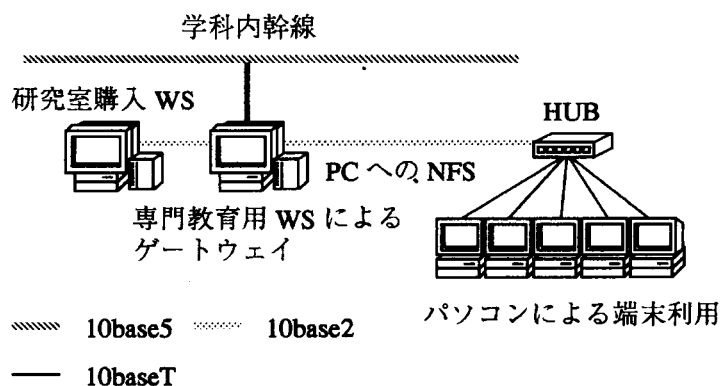 学科内幹線
研究室購入 WS
HUB
PC への NFS
専門教育用 WS による
ゲートウェイ
パソコンによる端末利用
10base5
10base2
10baseT